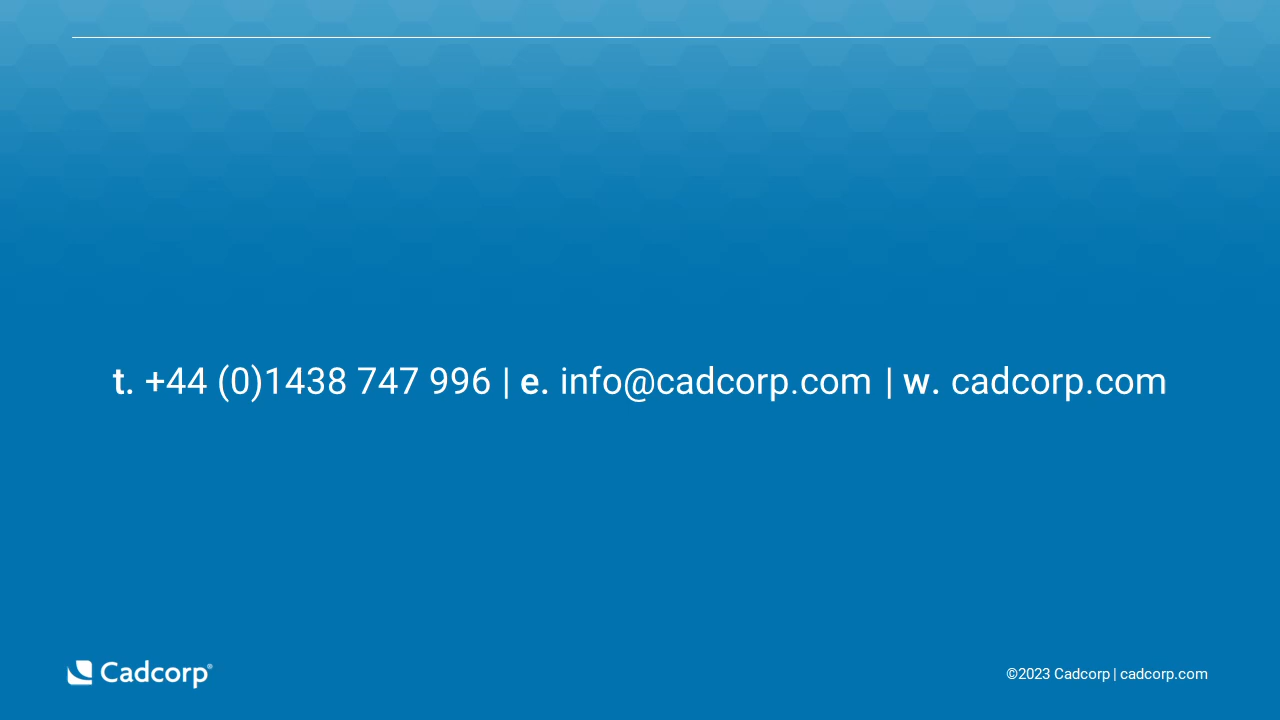 t. +44 (0)1438 747 996 | e. info@cadcorp.com | w. cadcorp.com
Cadcorp®
©2023 Cadcorp | cadcorp.com